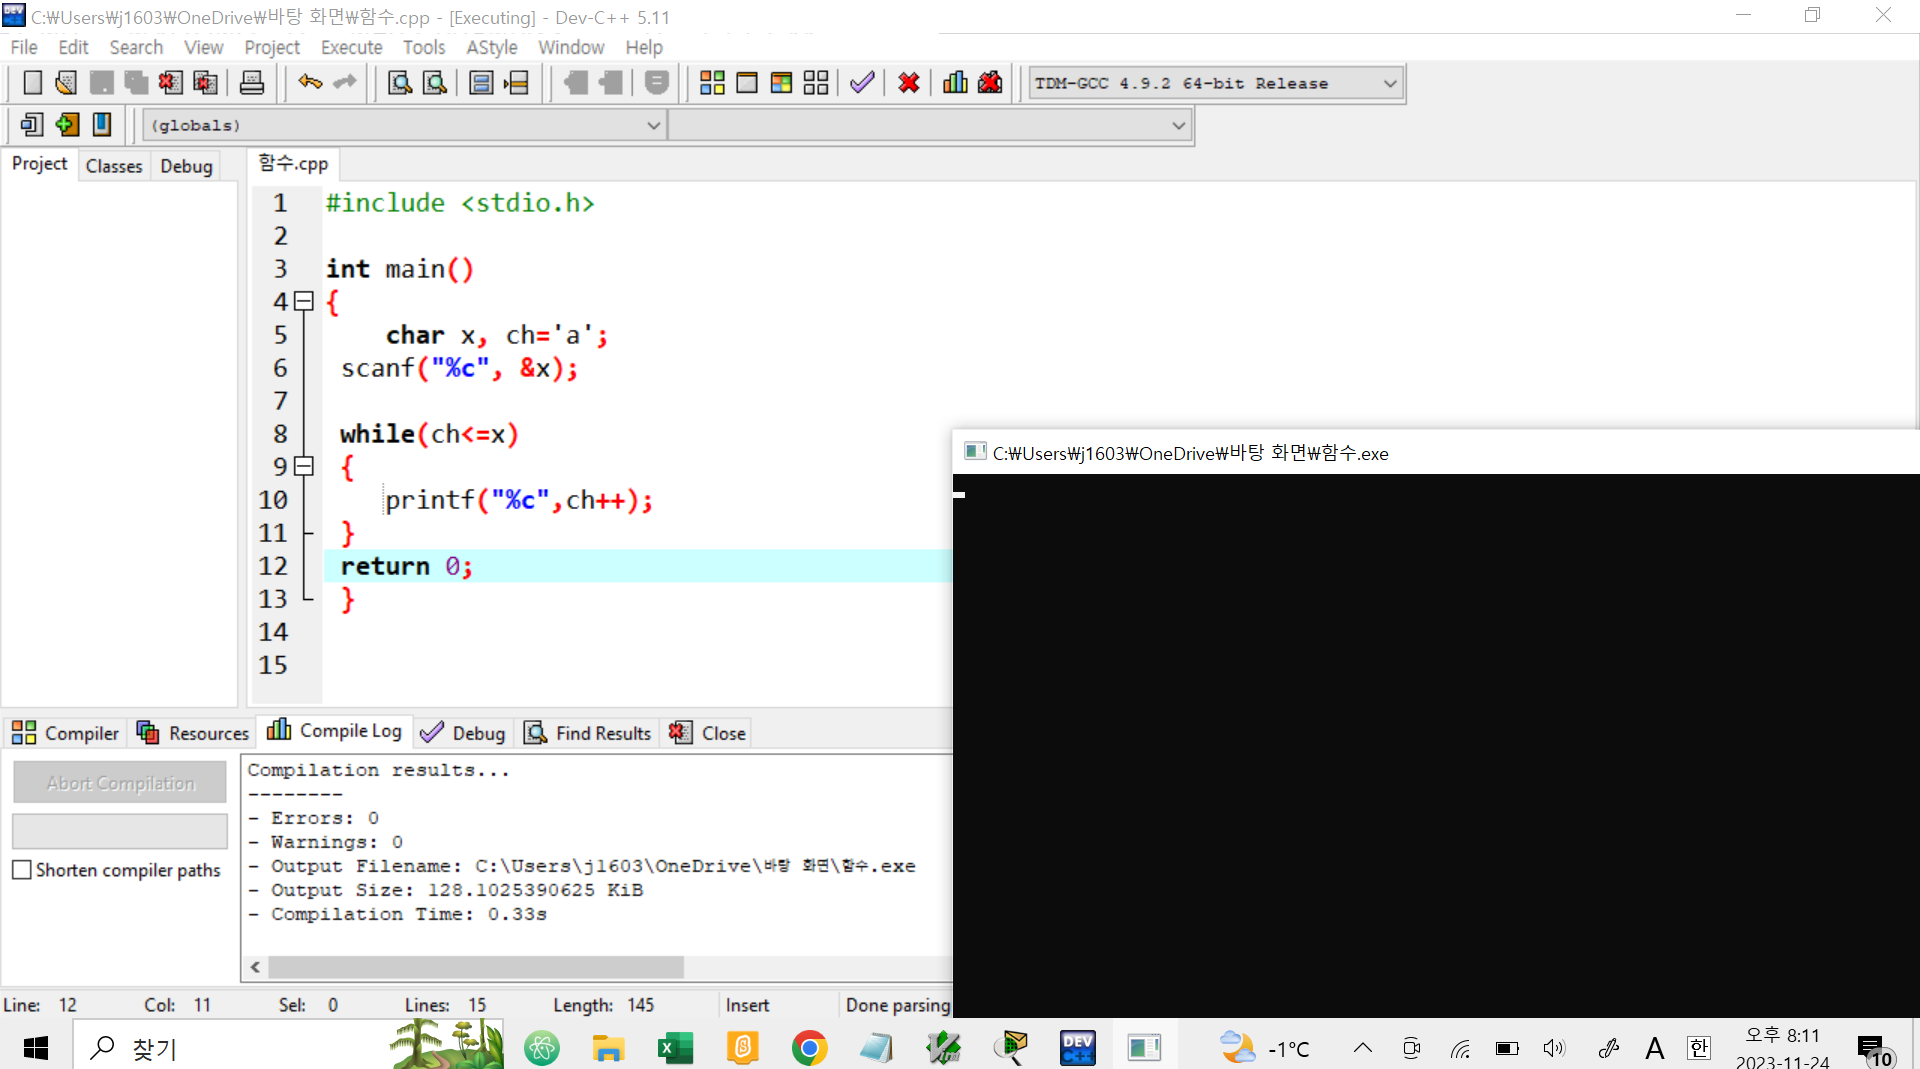 C:₩Users₩j1603₩OneDrive₩바탕 화면₩함수.cpp - [Executing] - Dev-C++ 5.11
File Edit Search View Project Execute Tools AStyle Window Help
TDM-GCC 4.9.2 64-bit Release
(globals)
Project Classes Debug
함수.cpp
1 #include <stdio.h>
2
3 int main()
4 {
5 char x, ch='a';
6 scanf("%c", &x);
7
8 while(ch<=x)
9 {
10 printf("%c",ch++);
11 }
12 return 0;
13 }
14
15
C:₩Users₩j1603₩OneDrive₩바탕 화면₩함수.exe
Compiler Resources Compile Log Debug Find Results Close
Abort Compilation
Shorten compiler paths
Compilation results...
--------
- Errors: 0
- Warnings: 0
- Output Filename: C:\Users\j1603\OneDrive\바탕 화면\함수.exe
- Output Size: 128.1025390625 KiB
- Compilation Time: 0.33s
Line: 12 Col: 11 Sel: 0 Lines: 15 Length: 145 Insert Done parsing
찾기
DEV C++
-1°C
A
한
오후 8:11
2023-11-24
10